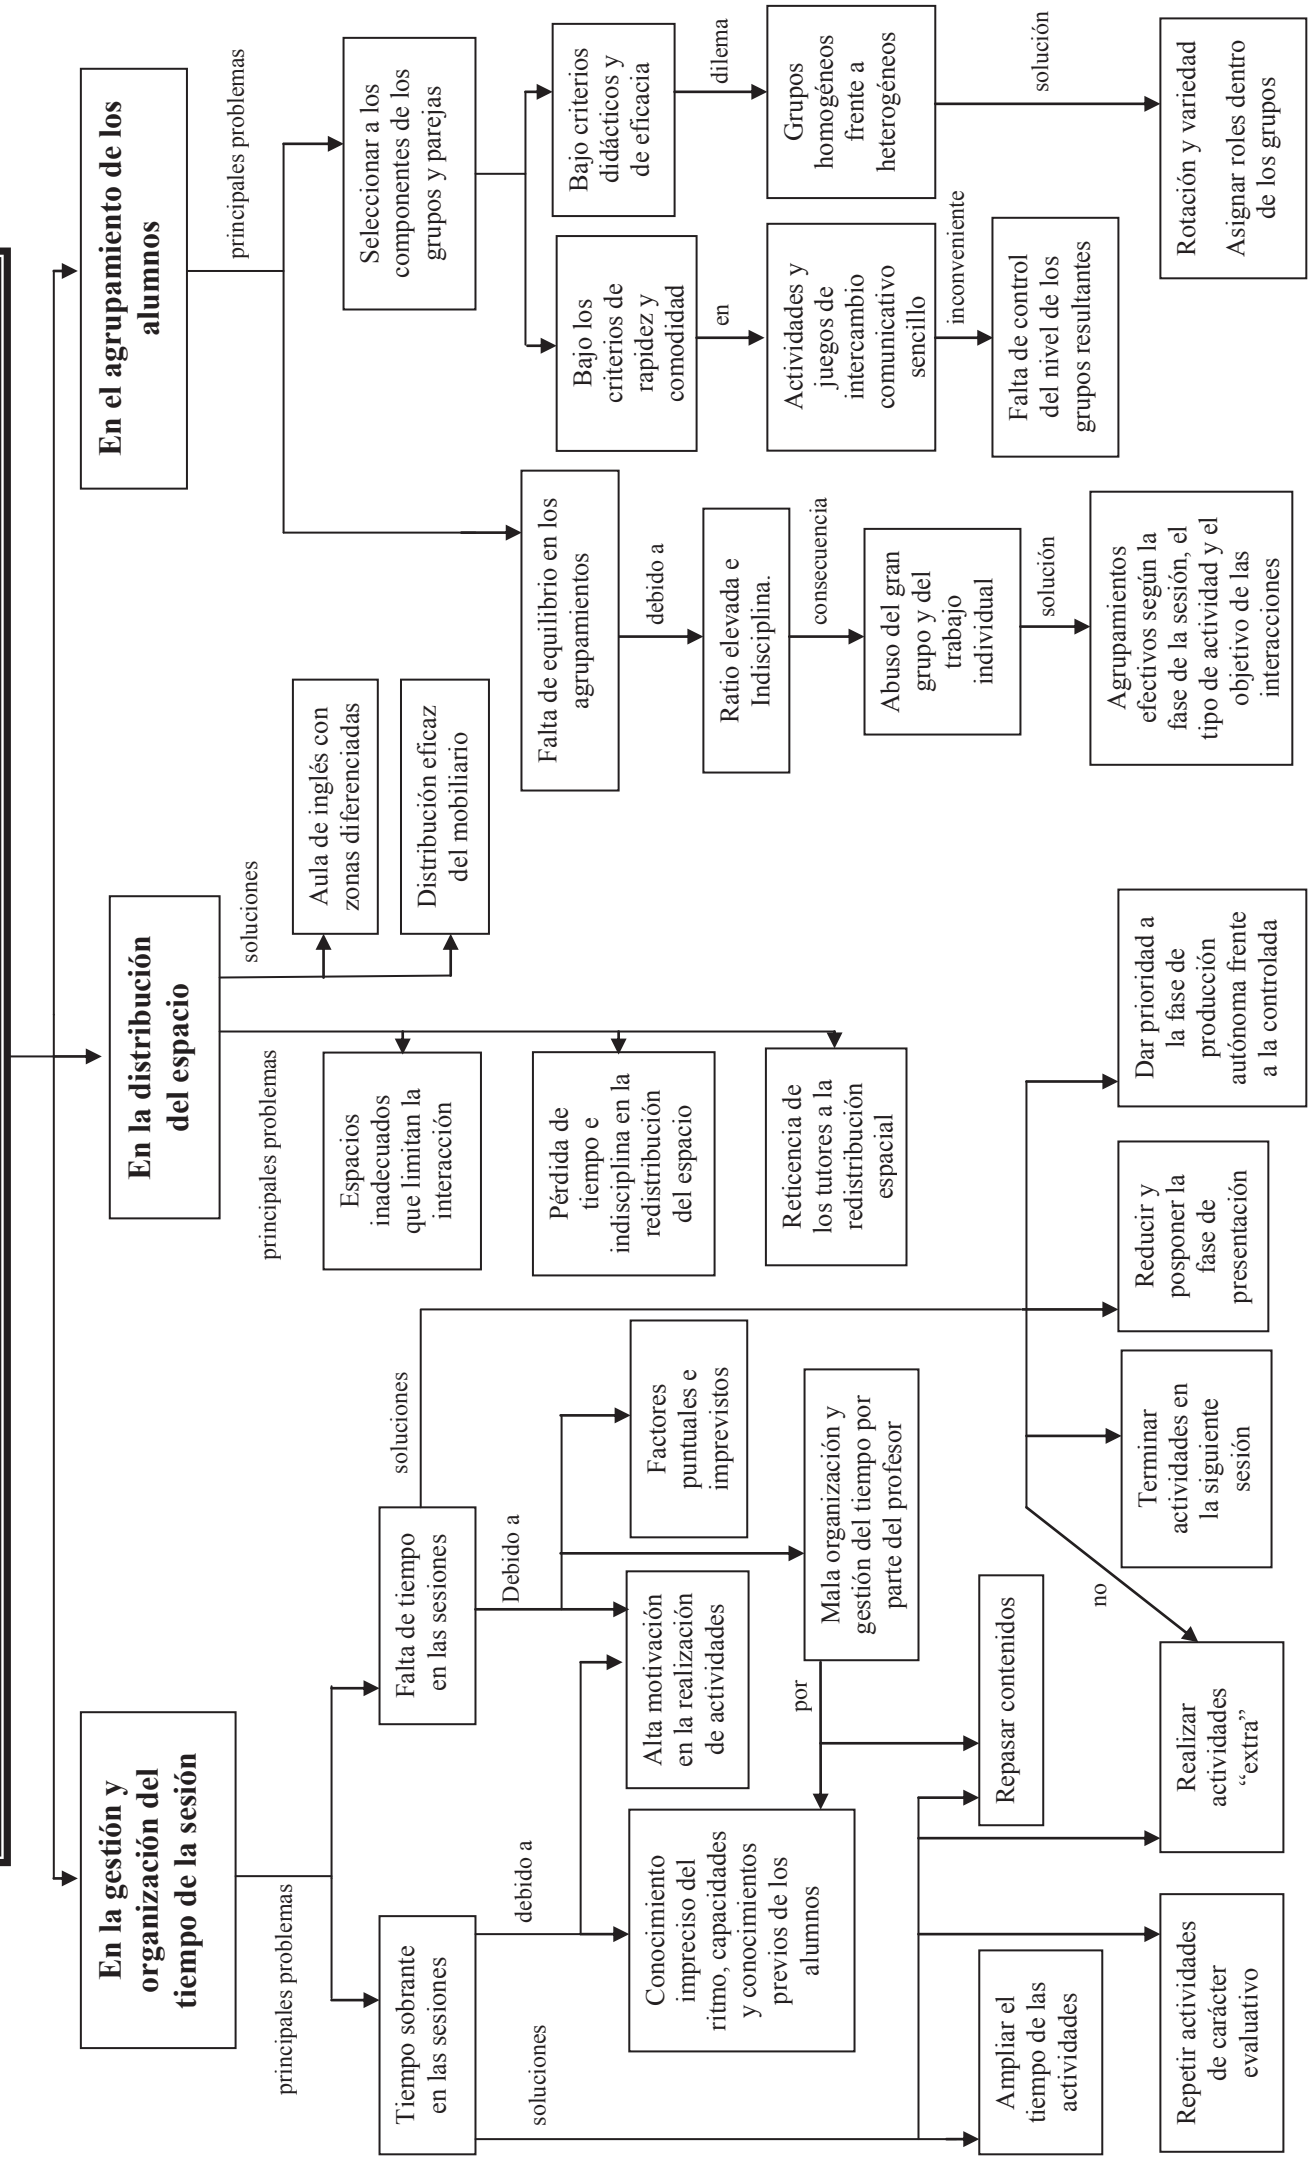 En la gestión y
organización del
tiempo de la sesión
principales problemas
Tiempo sobrante
en las sesiones
Falta de tiempo
en las sesiones
soluciones
debido a
Debido a
soluciones
Conocimiento
impreciso del
ritmo, capacidades
y conocimientos
previos de los
alumnos
Alta motivación
en la realización
de actividades
Factores
puntuales e
imprevistos
Mala organización y
gestión del tiempo por
parte del profesor
por
Ampliar el
tiempo de las
actividades
Repasar contenidos
Repetir actividades
de carácter
evaluativo
Realizar
actividades
“extra”
no
Terminar
actividades en
la siguiente
sesión
Reducir y
posponer la
fase de
presentación
Dar prioridad a
la fase de
producción
autónoma frente
a la controlada
En la distribución
del espacio
principales problemas
soluciones
Espacios
inadecuados
que limitan la
interacción
Pérdida de
tiempo e
indisciplina en la
redistribución
del espacio
Reticencia de
los tutores a la
redistribución
espacial
Aula de inglés con
zonas diferenciadas
Distribución eficaz
del mobiliario
En el agrupamiento de los
alumnos
principales problemas
Falta de equilibrio en los
agrupamientos
debido a
Ratio elevada e
Indisciplina.
consecuencia
Abuso del gran
grupo y del
trabajo
individual
solución
Agrupamientos
efectivos según la
fase de la sesión, el
tipo de actividad y el
objetivo de las
interacciones
Seleccionar a los
componentes de los
grupos y parejas
Bajo los
criterios de
rapidez y
comodidad
en
Actividades y
juegos de
intercambio
comunicativo
sencillo
inconveniente
Falta de control
del nivel de los
grupos resultantes
Bajo criterios
didácticos y
de eficacia
dilema
Grupos
homogéneos
frente a
heterogéneos
solución
Rotación y variedad
Asignar roles dentro
de los grupos